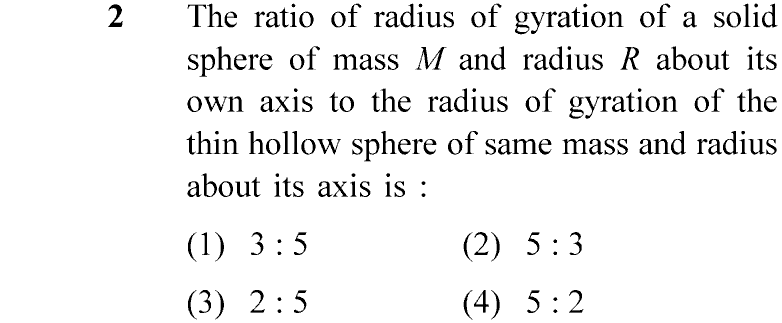 2 The ratio of radius of gyration of a solid
sphere of mass M and radius R about its
own axis to the radius of gyration of the
thin hollow sphere of same mass and radius
about its axis is :
(1) 3 : 5 (2) 5 : 3
(3) 2 : 5 (4) 5 : 2